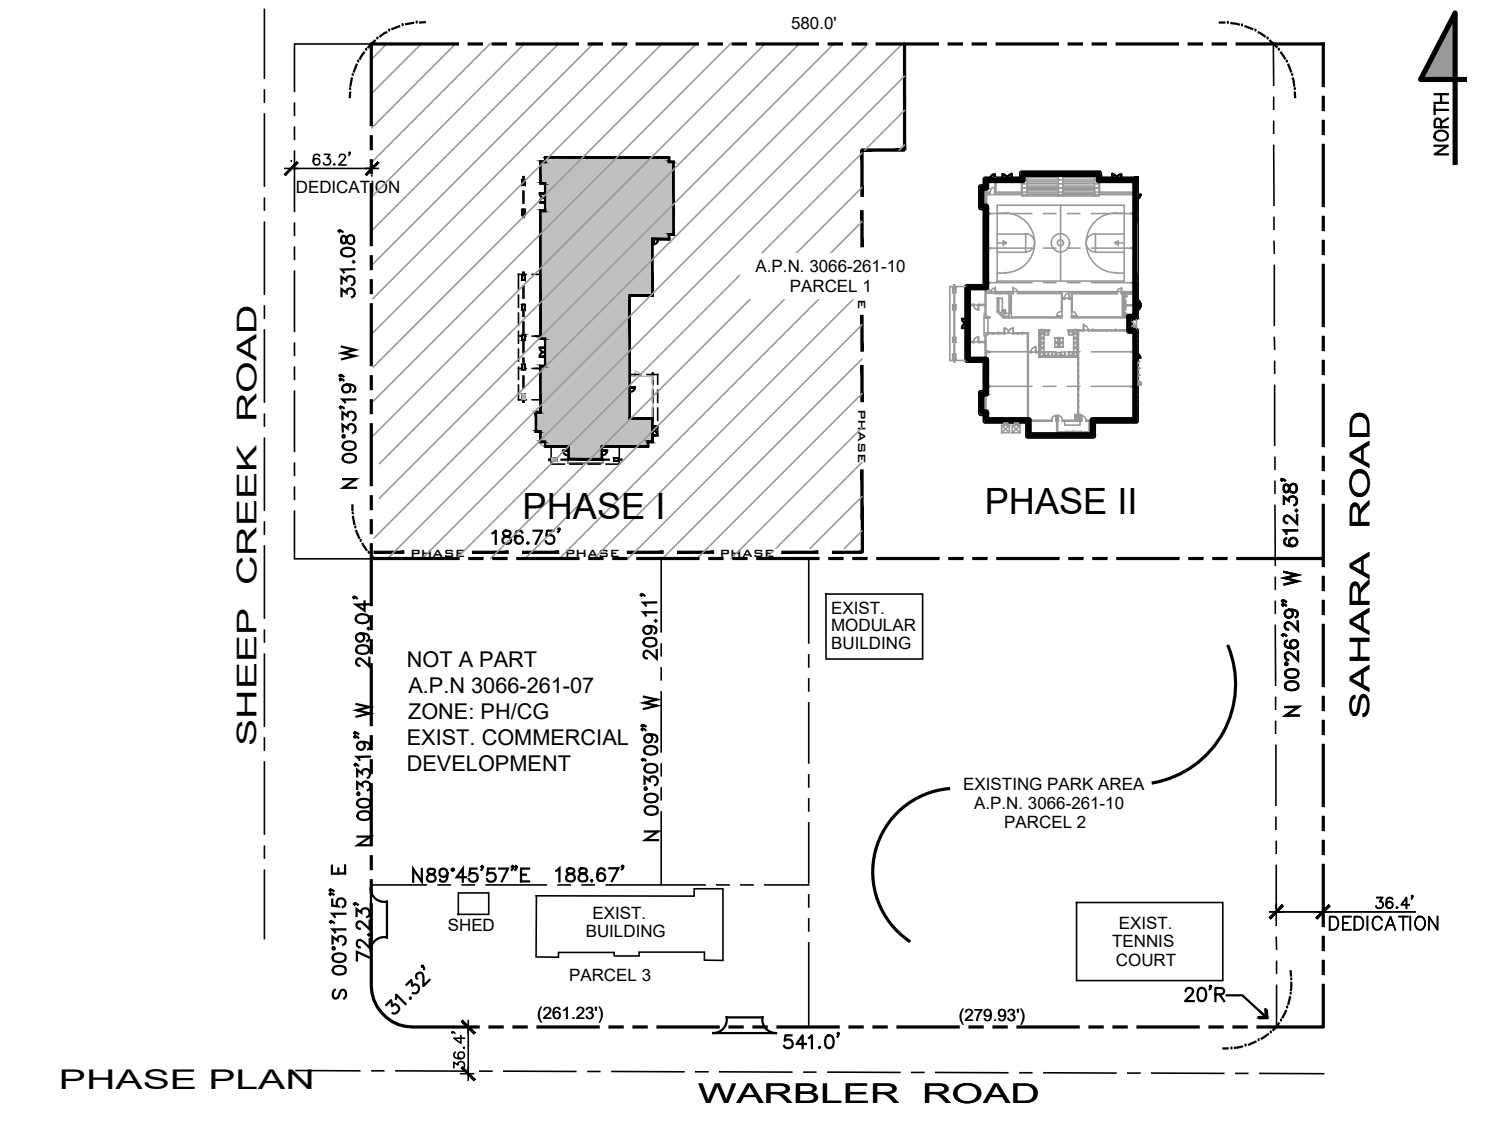 580.0'
NORTH
63.2'
DEDICATION
N 00°33'19" W 331.08'
SHEEP CREEK ROAD
A.P.N. 3066-261-10
PARCEL 1
E
PHASE
PHASE I
186.75'
PHASE PHASE PHASE
PHASE II
N 00°26'29" W 612.38'
SAHARA ROAD
N 00°33'19" W 209.04'
NOT A PART
A.P.N 3066-261-07
ZONE: PH/CG
EXIST. COMMERCIAL
DEVELOPMENT
N 00°30'09" W 209.11'
EXIST.
MODULAR
BUILDING
EXISTING PARK AREA
A.P.N. 3066-261-10
PARCEL 2
N89°45'57"E 188.67'
S 00°31'15" E
72.23'
SHED
EXIST.
BUILDING
PARCEL 3
31.32'
(261.23')
EXIST.
TENNIS
COURT
36.4'
DEDICATION
20'R
(279.93')
541.0'
36.4'
PHASE PLAN
WARBLER ROAD